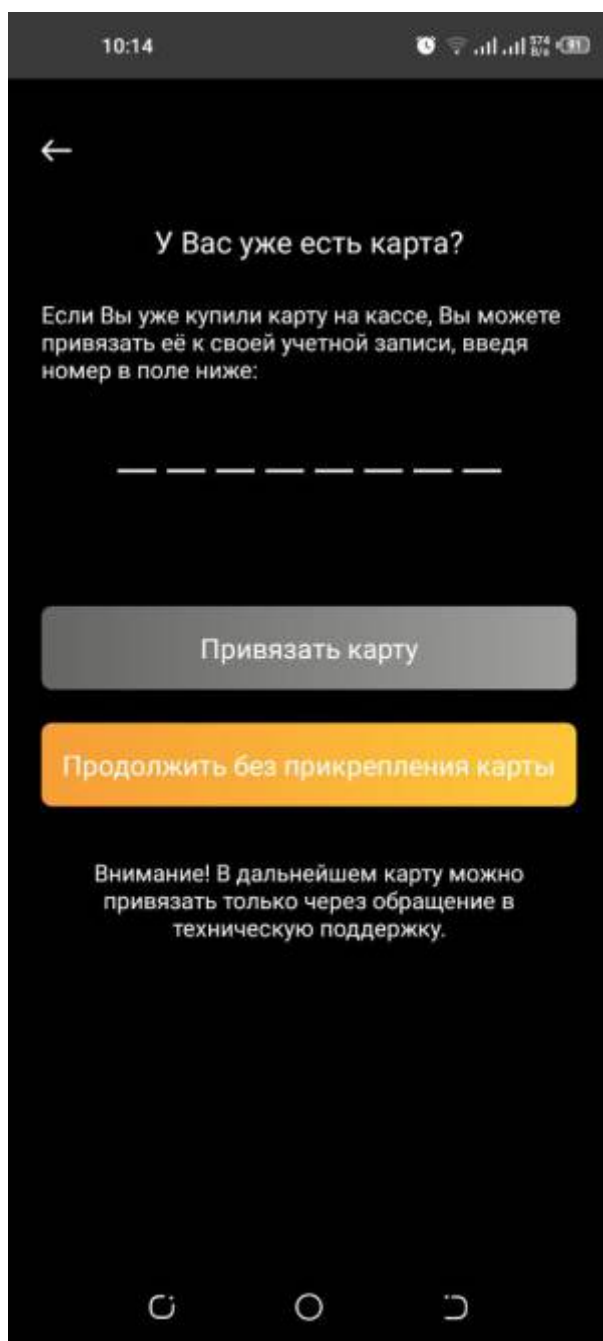 10:14
574
B/s
91
У Вас уже есть карта?
Если Вы уже купили карту на кассе, Вы можете
привязать её к своей учетной записи, введя
номер в поле ниже:
Привязать карту
Продолжить без прикрепления карты
Внимание! В дальнейшем карту можно
привязать только через обращение в
техническую поддержку.